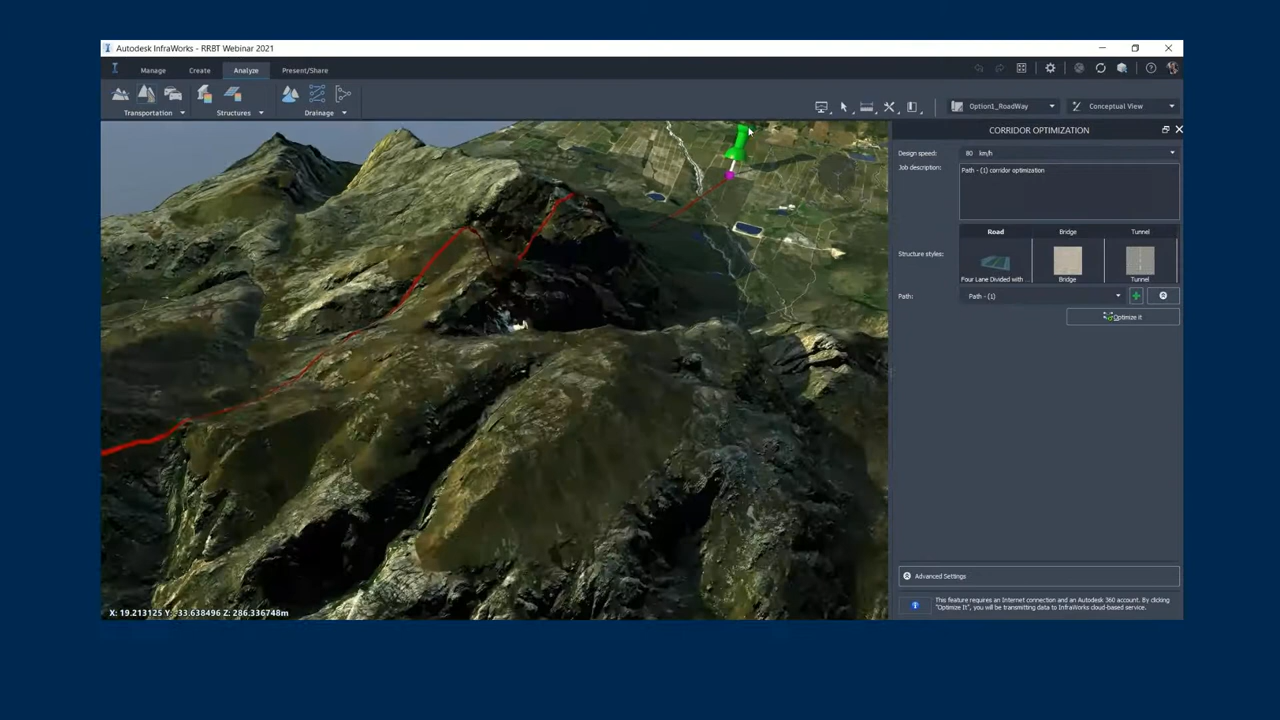 Autodesk InfraWorks - RRBT Webinar 2021
Manage Create Analyze Present/Share
Transportation Structures Drainage
Option1_RoadWay Conceptual View
CORRIDOR OPTIMIZATION
Design speed: 80 km/h
Job description: Path - (1) corridor optimization
Road Bridge Tunnel
Structure styles:
Four Lane Divided with Bridge Tunnel
Path: Path - (1)
Optimize it
Advanced Settings
This feature requires an Internet connection and an Autodesk 360 account. By clicking
"Optimize It", you will be transmitting data to InfraWorks cloud-based service.
X: 19.213125 Y: -33.638496 Z: 286.336748m